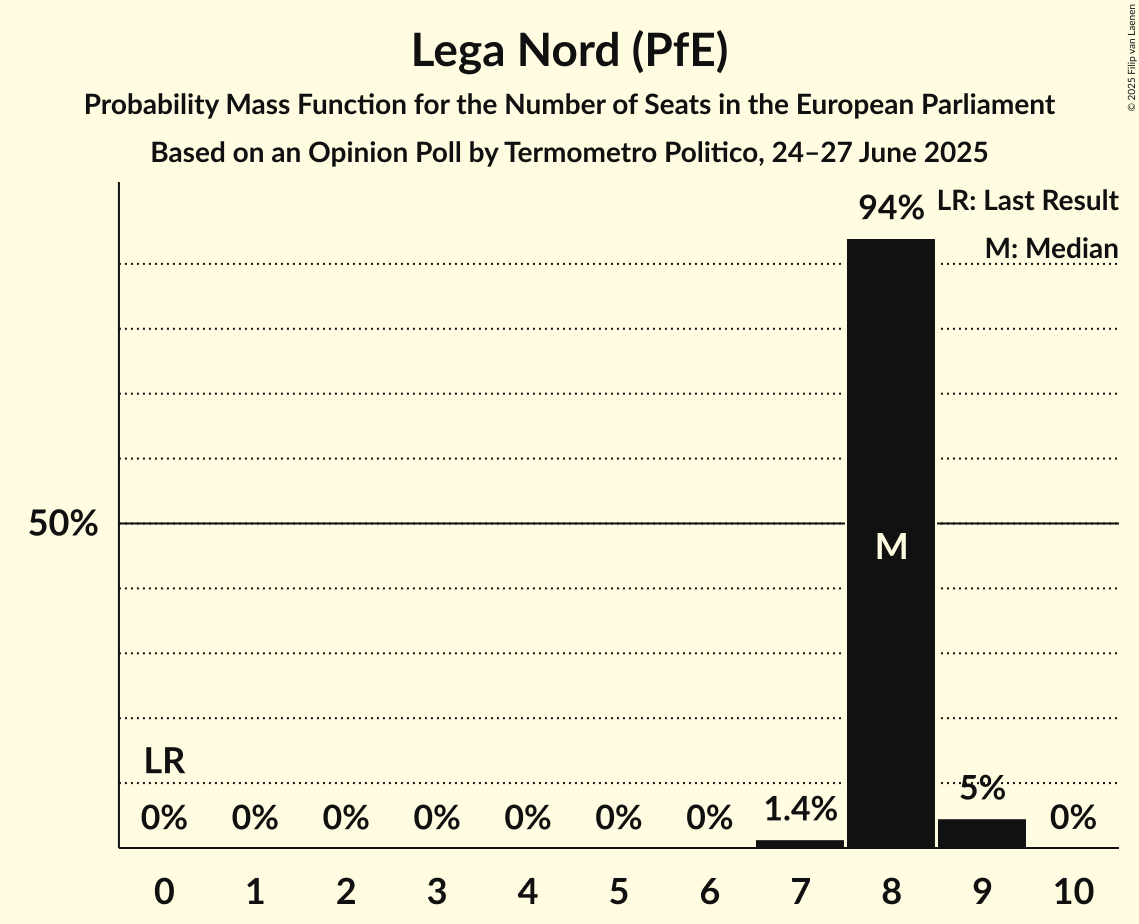 Lega Nord (PfE)
Probability Mass Function for the Number of Seats in the European Parliament
Based on an Opinion Poll by Termometro Politico, 24–27 June 2025
© 2025 Filip van Laenen
LR: Last Result
M: Median
94%
50%
M
LR
0% 0% 0% 0% 0% 0% 0% 1.4% 5% 0%
0 1 2 3 4 5 6 7 8 9 10